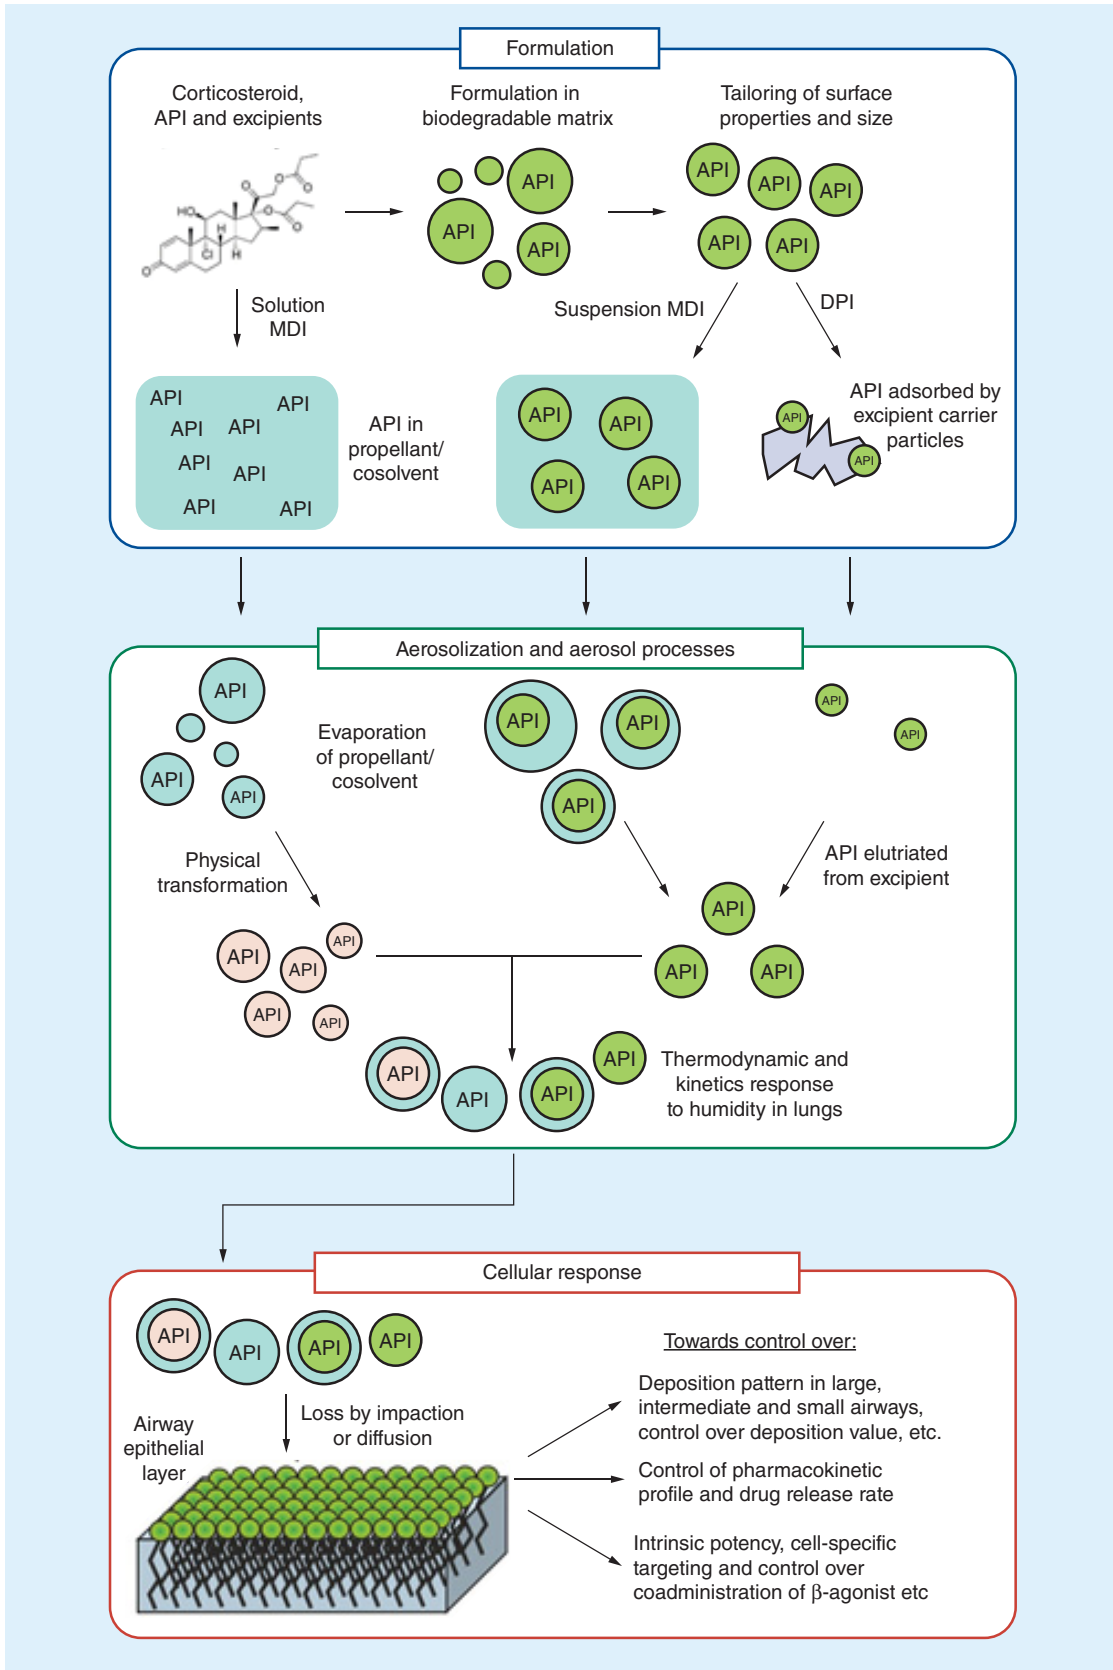 Formulation
Corticosteroid,
API and excipients
Formulation in
biodegradable matrix
Tailoring of surface
properties and size
O
O
O
O
HO
O
Cl
H
H
O
API
API
API
API
API
API
API
API
Solution
MDI
Suspension MDI
DPI
API
API
API
API
API
API
API
API
API in
propellant/
cosolvent
API
API
API
API
API adsorbed by
excipient carrier
particles
API
API
Aerosolization and aerosol processes
API
API
API
Evaporation
of propellant/
cosolvent
API
API
API
API
API
Physical
transformation
API elutriated
from excipient
API
API
API
API
API
API
API
API
API
API
API
API
Thermodynamic and
kinetics response
to humidity in lungs
Cellular response
API
API
API
API
Loss by impaction
or diffusion
Airway
epithelial
layer
Towards control over:
Deposition pattern in large,
intermediate and small airways,
control over deposition value, etc.
Control of pharmacokinetic
profile and drug release rate
Intrinsic potency, cell-specific
targeting and control over
coadministration of β-agonist etc